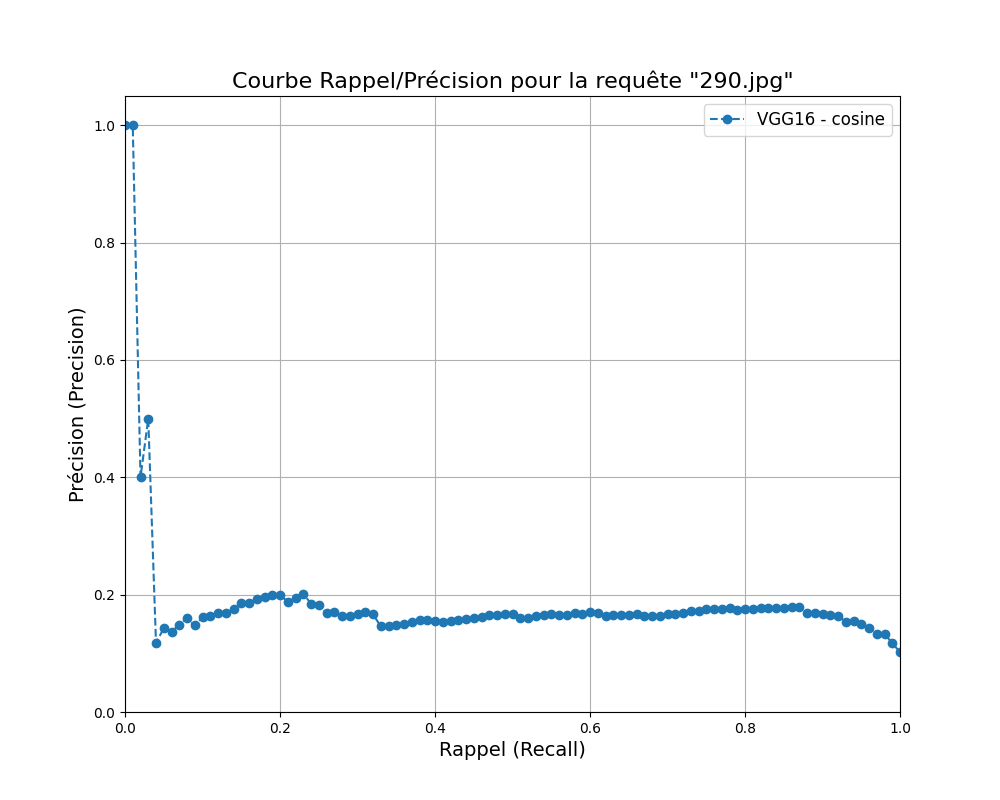 Courbe Rappel/Précision pour la requête "290.jpg"
VGG16 - cosine
Précision (Precision)
1.0
0.8
0.6
0.4
0.2
0.0
0.0 0.2 0.4 0.6 0.8 1.0
Rappel (Recall)